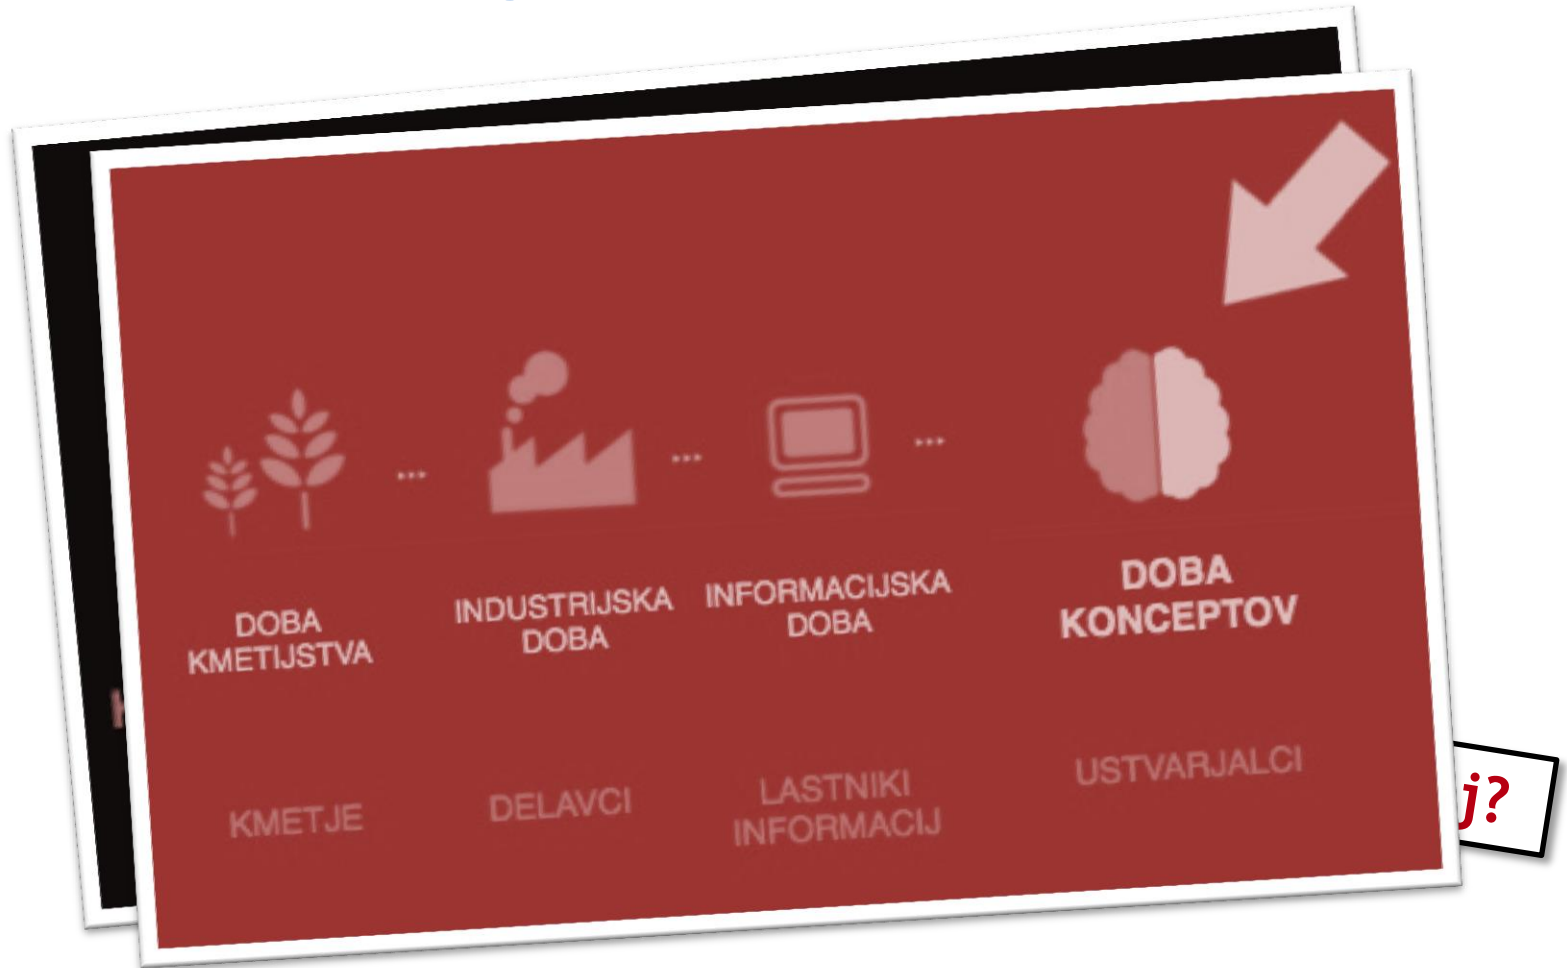 DOBA
KMETIJSTVA
INDUSTRIJSKA
DOBA
INFORMACIJSKA
DOBA
DOBA
KONCEPTOV
KMETJE
DELAVCI
LASTNIKI
INFORMACIJ
USTVARJALCI
j?